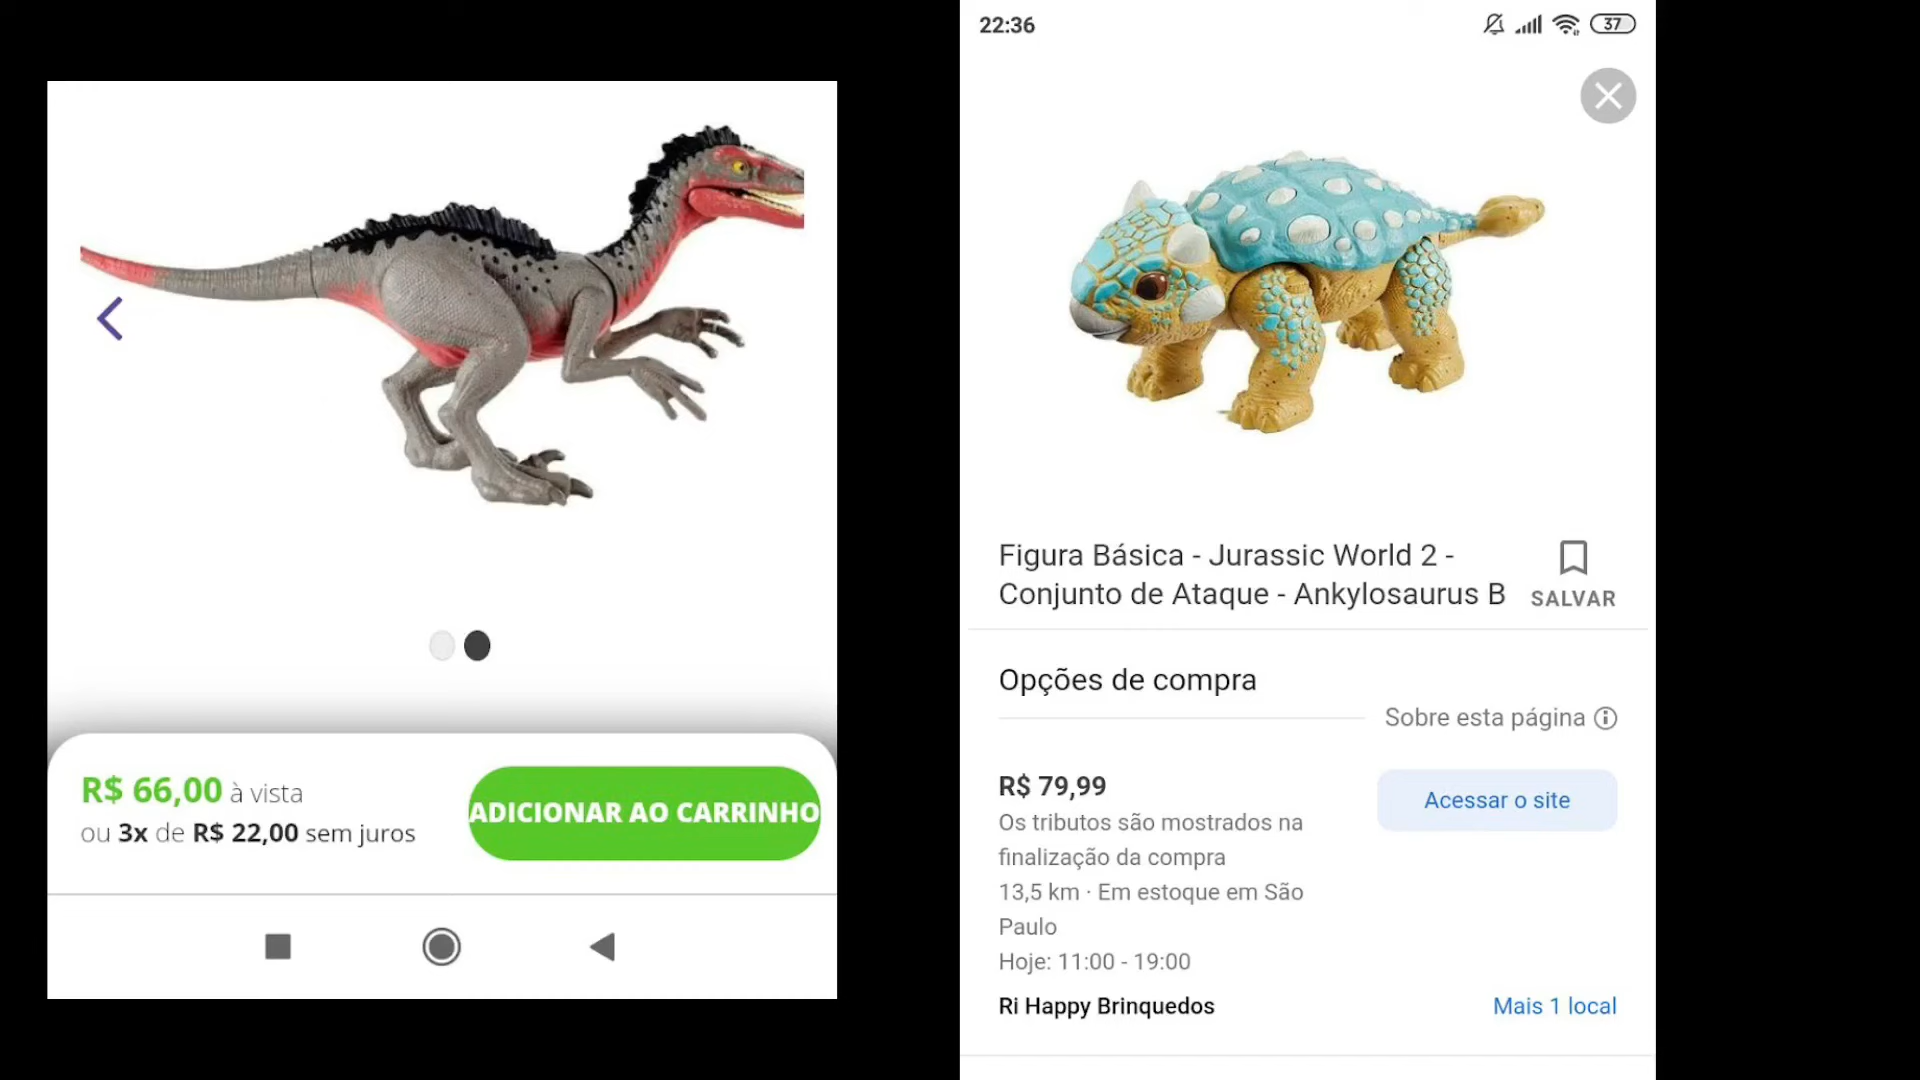 R$ 66,00 à vista
ou 3x de R$ 22,00 sem juros
ADICIONAR AO CARRINHO
22:36
37
Figura Básica - Jurassic World 2 -
Conjunto de Ataque - Ankylosaurus B
SALVAR
Opções de compra
Sobre esta página
R$ 79,99
Acessar o site
Os tributos são mostrados na
finalização da compra
13,5 km · Em estoque em São
Paulo
Hoje: 11:00 - 19:00
Ri Happy Brinquedos
Mais 1 local